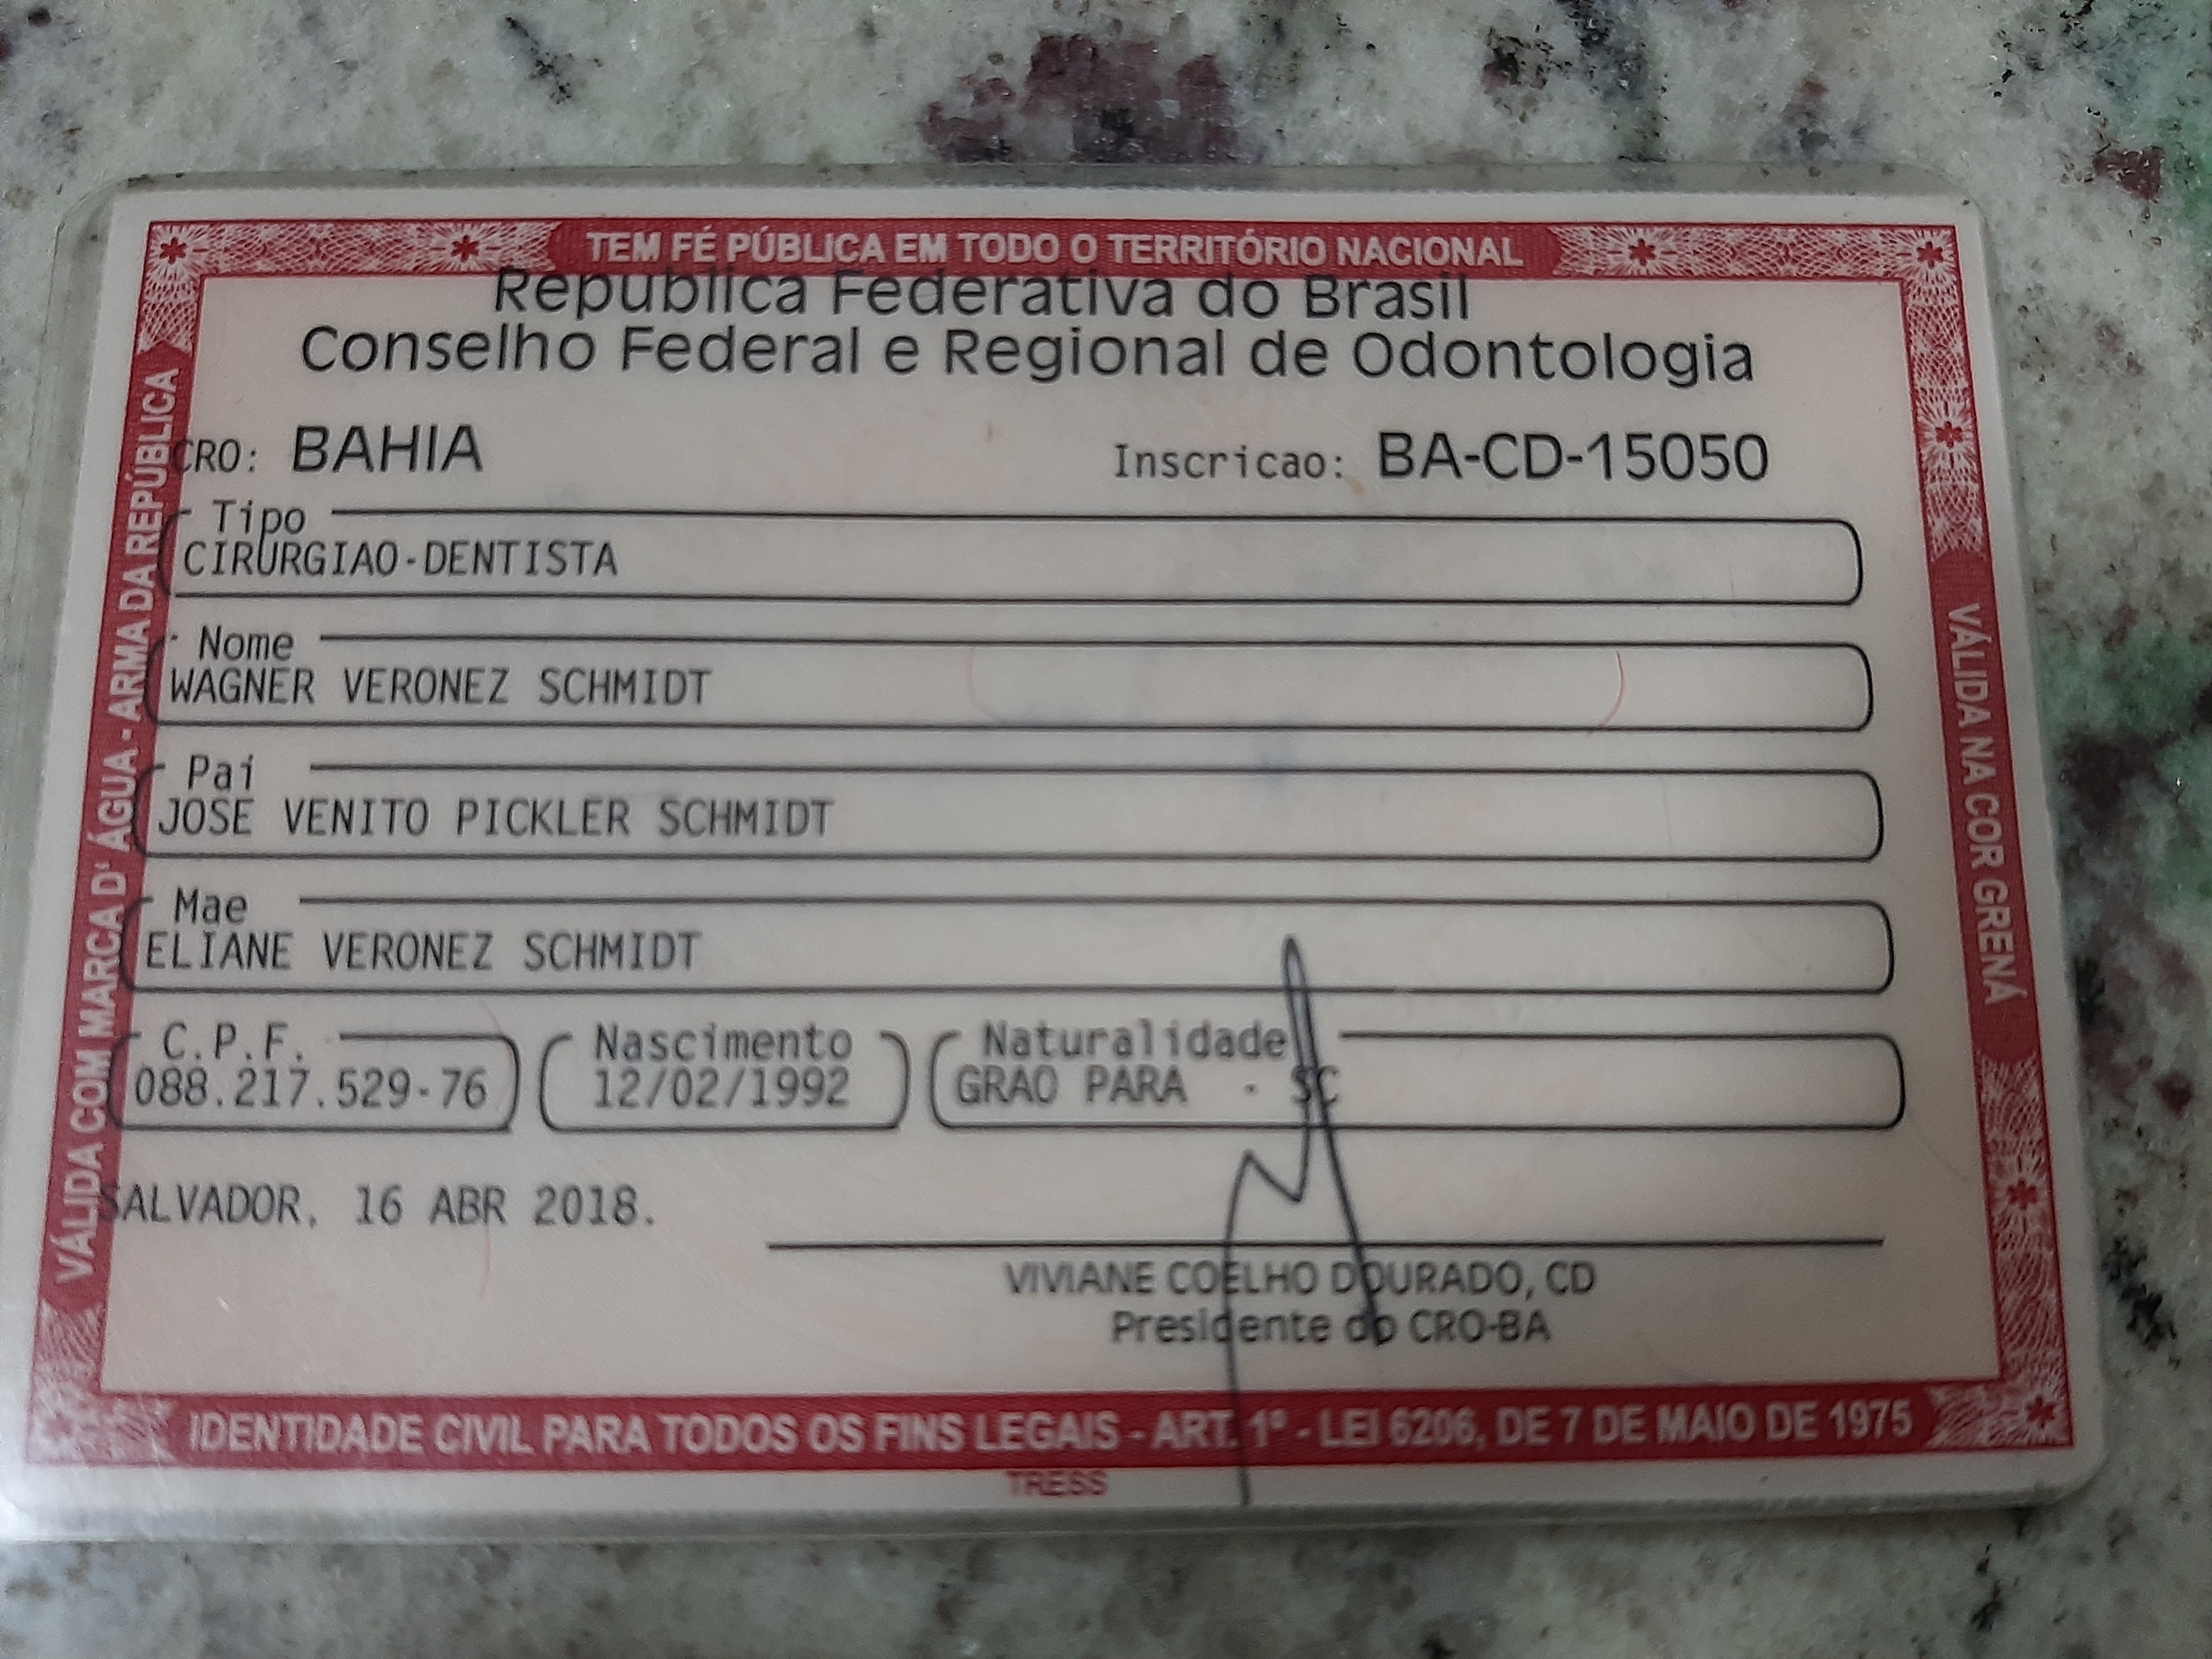 TEM FÉ PÚBLICA EM TODO O TERRITÓRIO NACIONAL
Republica Federativa do Brasil
Conselho Federal e Regional de Odontologia
CRO: BAHIA
Inscricao: BA-CD-15050
Tipo
CIRURGIAO-DENTISTA
Nome
WAGNER VERONEZ SCHMIDT
Pai
JOSE VENITO PICKLER SCHMIDT
Mae
ELIANE VERONEZ SCHMIDT
C.P.F. Nascimento Naturalidade
088.217.529-76 12/02/1992 GRAO PARA - SC
SALVADOR, 16 ABR 2018.
VIVIANE COELHO DOURADO, CD
Presidente do CRO-BA
VÁLIDA COM MARCA D' ÁGUA - ARMA DA REPÚBLICA
VÁLIDA NA COR GRENÁ
IDENTIDADE CIVIL PARA TODOS OS FINS LEGAIS - ART. 1º - LEI 6206, DE 7 DE MAIO DE 1975
TRESS